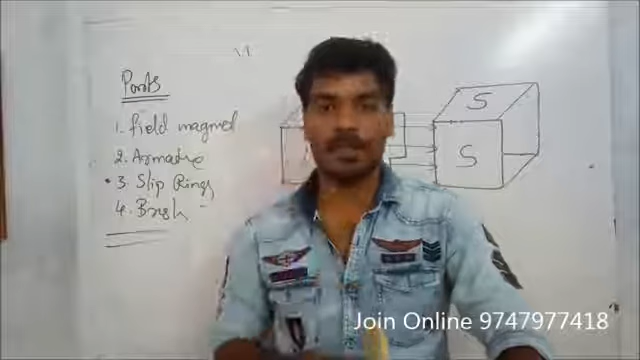 Parts
1. field magnet
2. Armature
3. Slip Rings
4. Brush
S
S
Join Online 9747977418